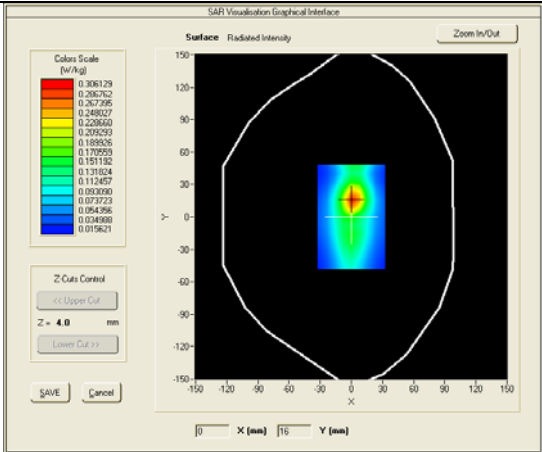 SAR Visualisation Graphical Interface
Surface Radiated Intensity
Zoom In/Out
Colors Scale
(W/kg)
0.306129
0.286762
0.267395
0.248027
0.228660
0.209293
0.189926
0.170559
0.151192
0.131824
0.112457
0.093090
0.073723
0.054356
0.034988
0.015621
150-
120-
90-
60-
30-
0-
-30-
-60-
-90-
-120-
-150-
Y
-150 -120 -90 -60 -30 0 30 60 90 120 150
X
Z-Cuts Control
<< Upper Cut
Z = 4.0 mm
Lower Cut >>
SAVE Cancel
0 X (mm) 16 Y (mm)